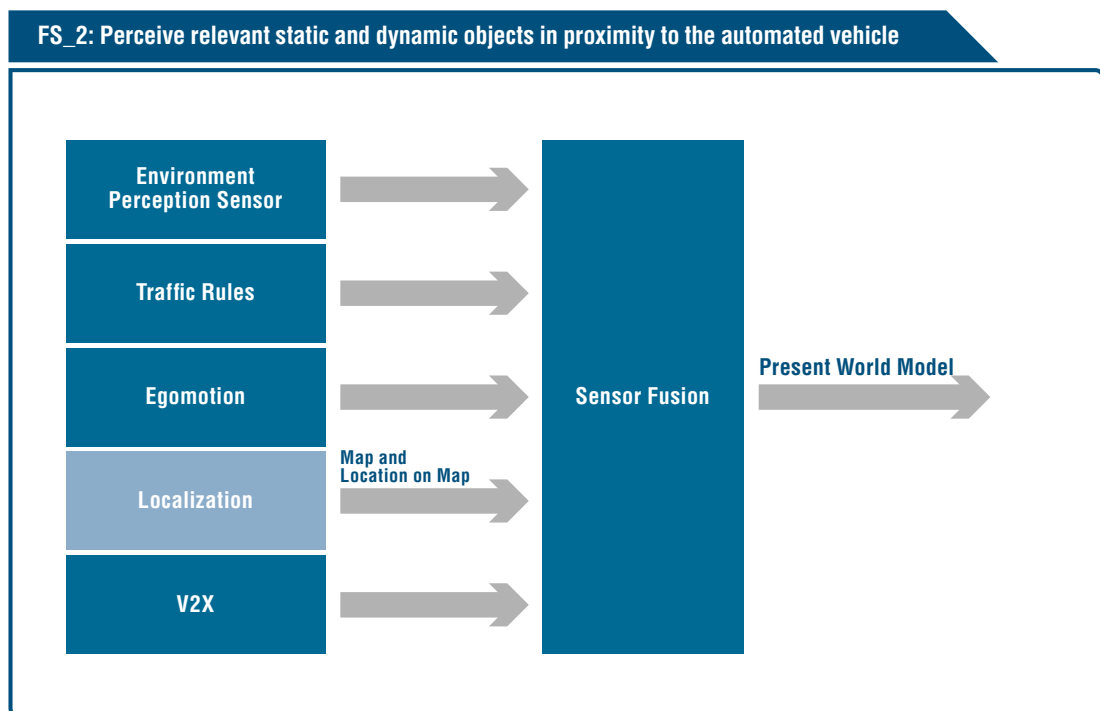 FS_2: Perceive relevant static and dynamic objects in proximity to the automated vehicle
Environment
Perception Sensor
Traffic Rules
Egomotion
Localization
V2X
Map and
Location on Map
Sensor Fusion
Present World Model